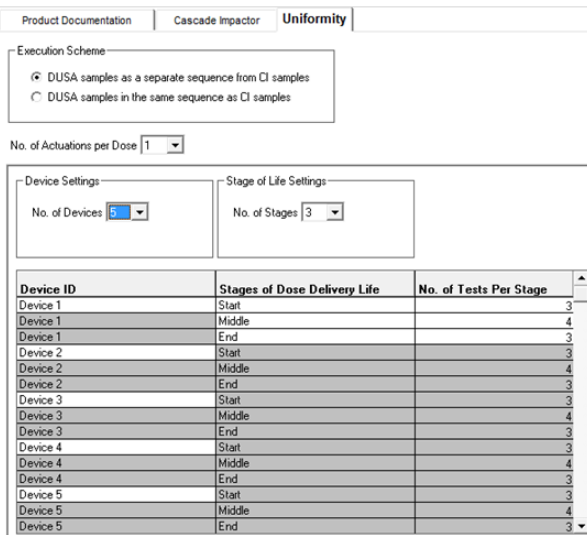 Product Documentation Cascade Impactor Uniformity
Execution Scheme
DUSA samples as a separate sequence from CI samples
DUSA samples in the same sequence as CI samples
No. of Actuations per Dose 1
Device Settings Stage of Life Settings
No. of Devices 5 No. of Stages 3
Device ID Stages of Dose Delivery Life No. of Tests Per Stage
Device 1 Start 3
Device 1 Middle 4
Device 1 End 3
Device 2 Start 3
Device 2 Middle 4
Device 2 End 3
Device 3 Start 3
Device 3 Middle 4
Device 3 End 3
Device 4 Start 3
Device 4 Middle 4
Device 4 End 3
Device 5 Start 3
Device 5 Middle 4
Device 5 End 3